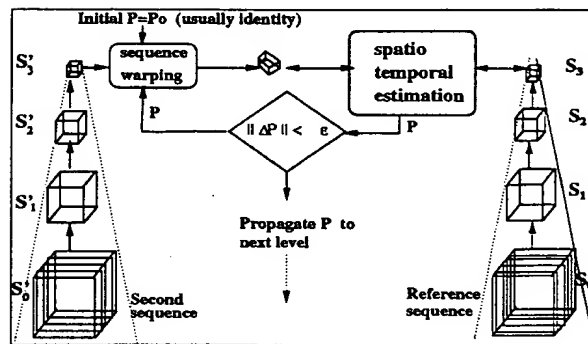 Initial P=Po (usually identity)
S'3
sequence
warping
spatio
temporal
estimation
S3
P
P
S'2
|| ΔP || < ε
S2
S'1
S1
Propagate P to
next level
S'0
Second
sequence
Reference
sequence
S